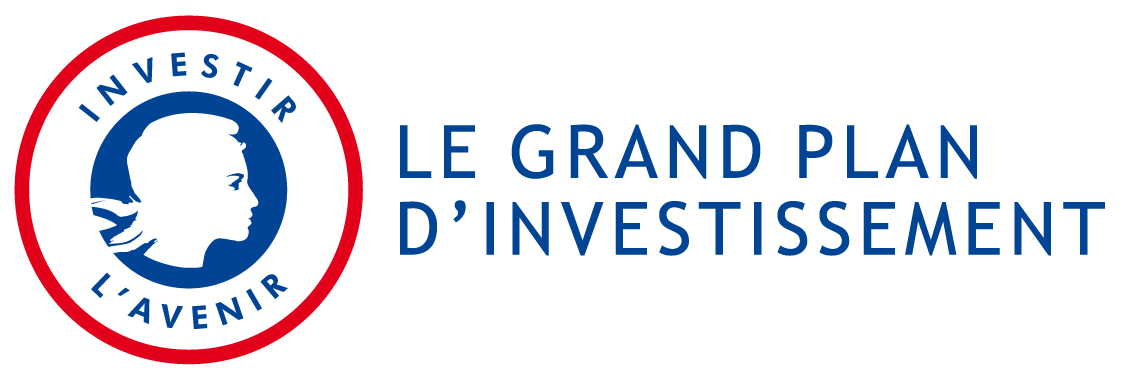 INVESTIR
L'AVENIR
LE GRAND PLAN
D’INVESTISSEMENT